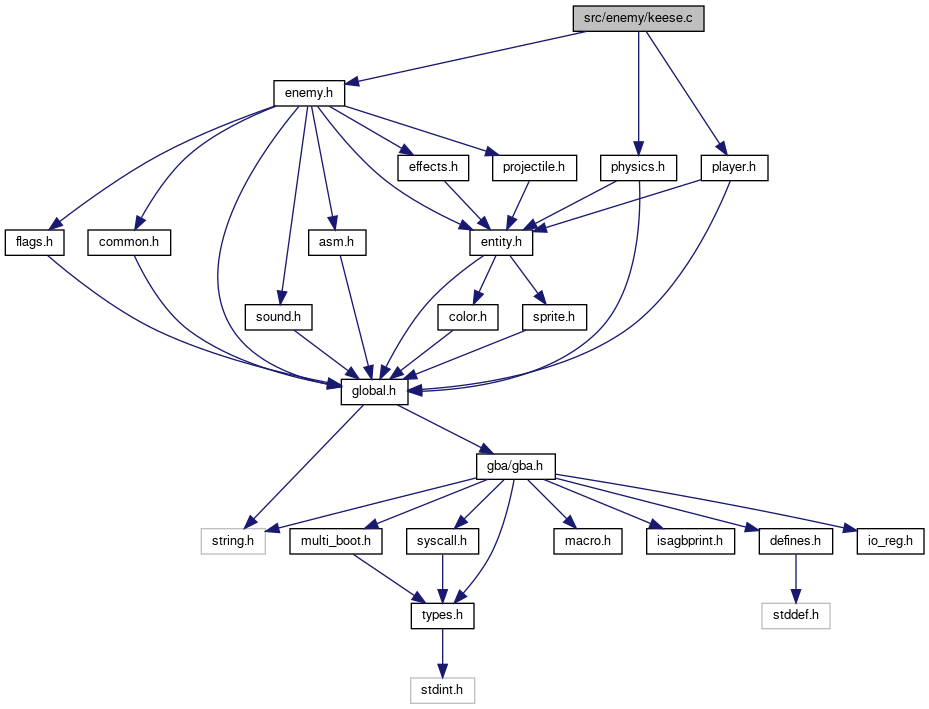 src/enemy/keese.c
enemy.h
effects.h
projectile.h
physics.h
player.h
flags.h
common.h
asm.h
entity.h
sound.h
color.h
sprite.h
global.h
gba/gba.h
string.h
multi_boot.h
syscall.h
macro.h
isagbprint.h
defines.h
io_reg.h
types.h
stddef.h
stdint.h